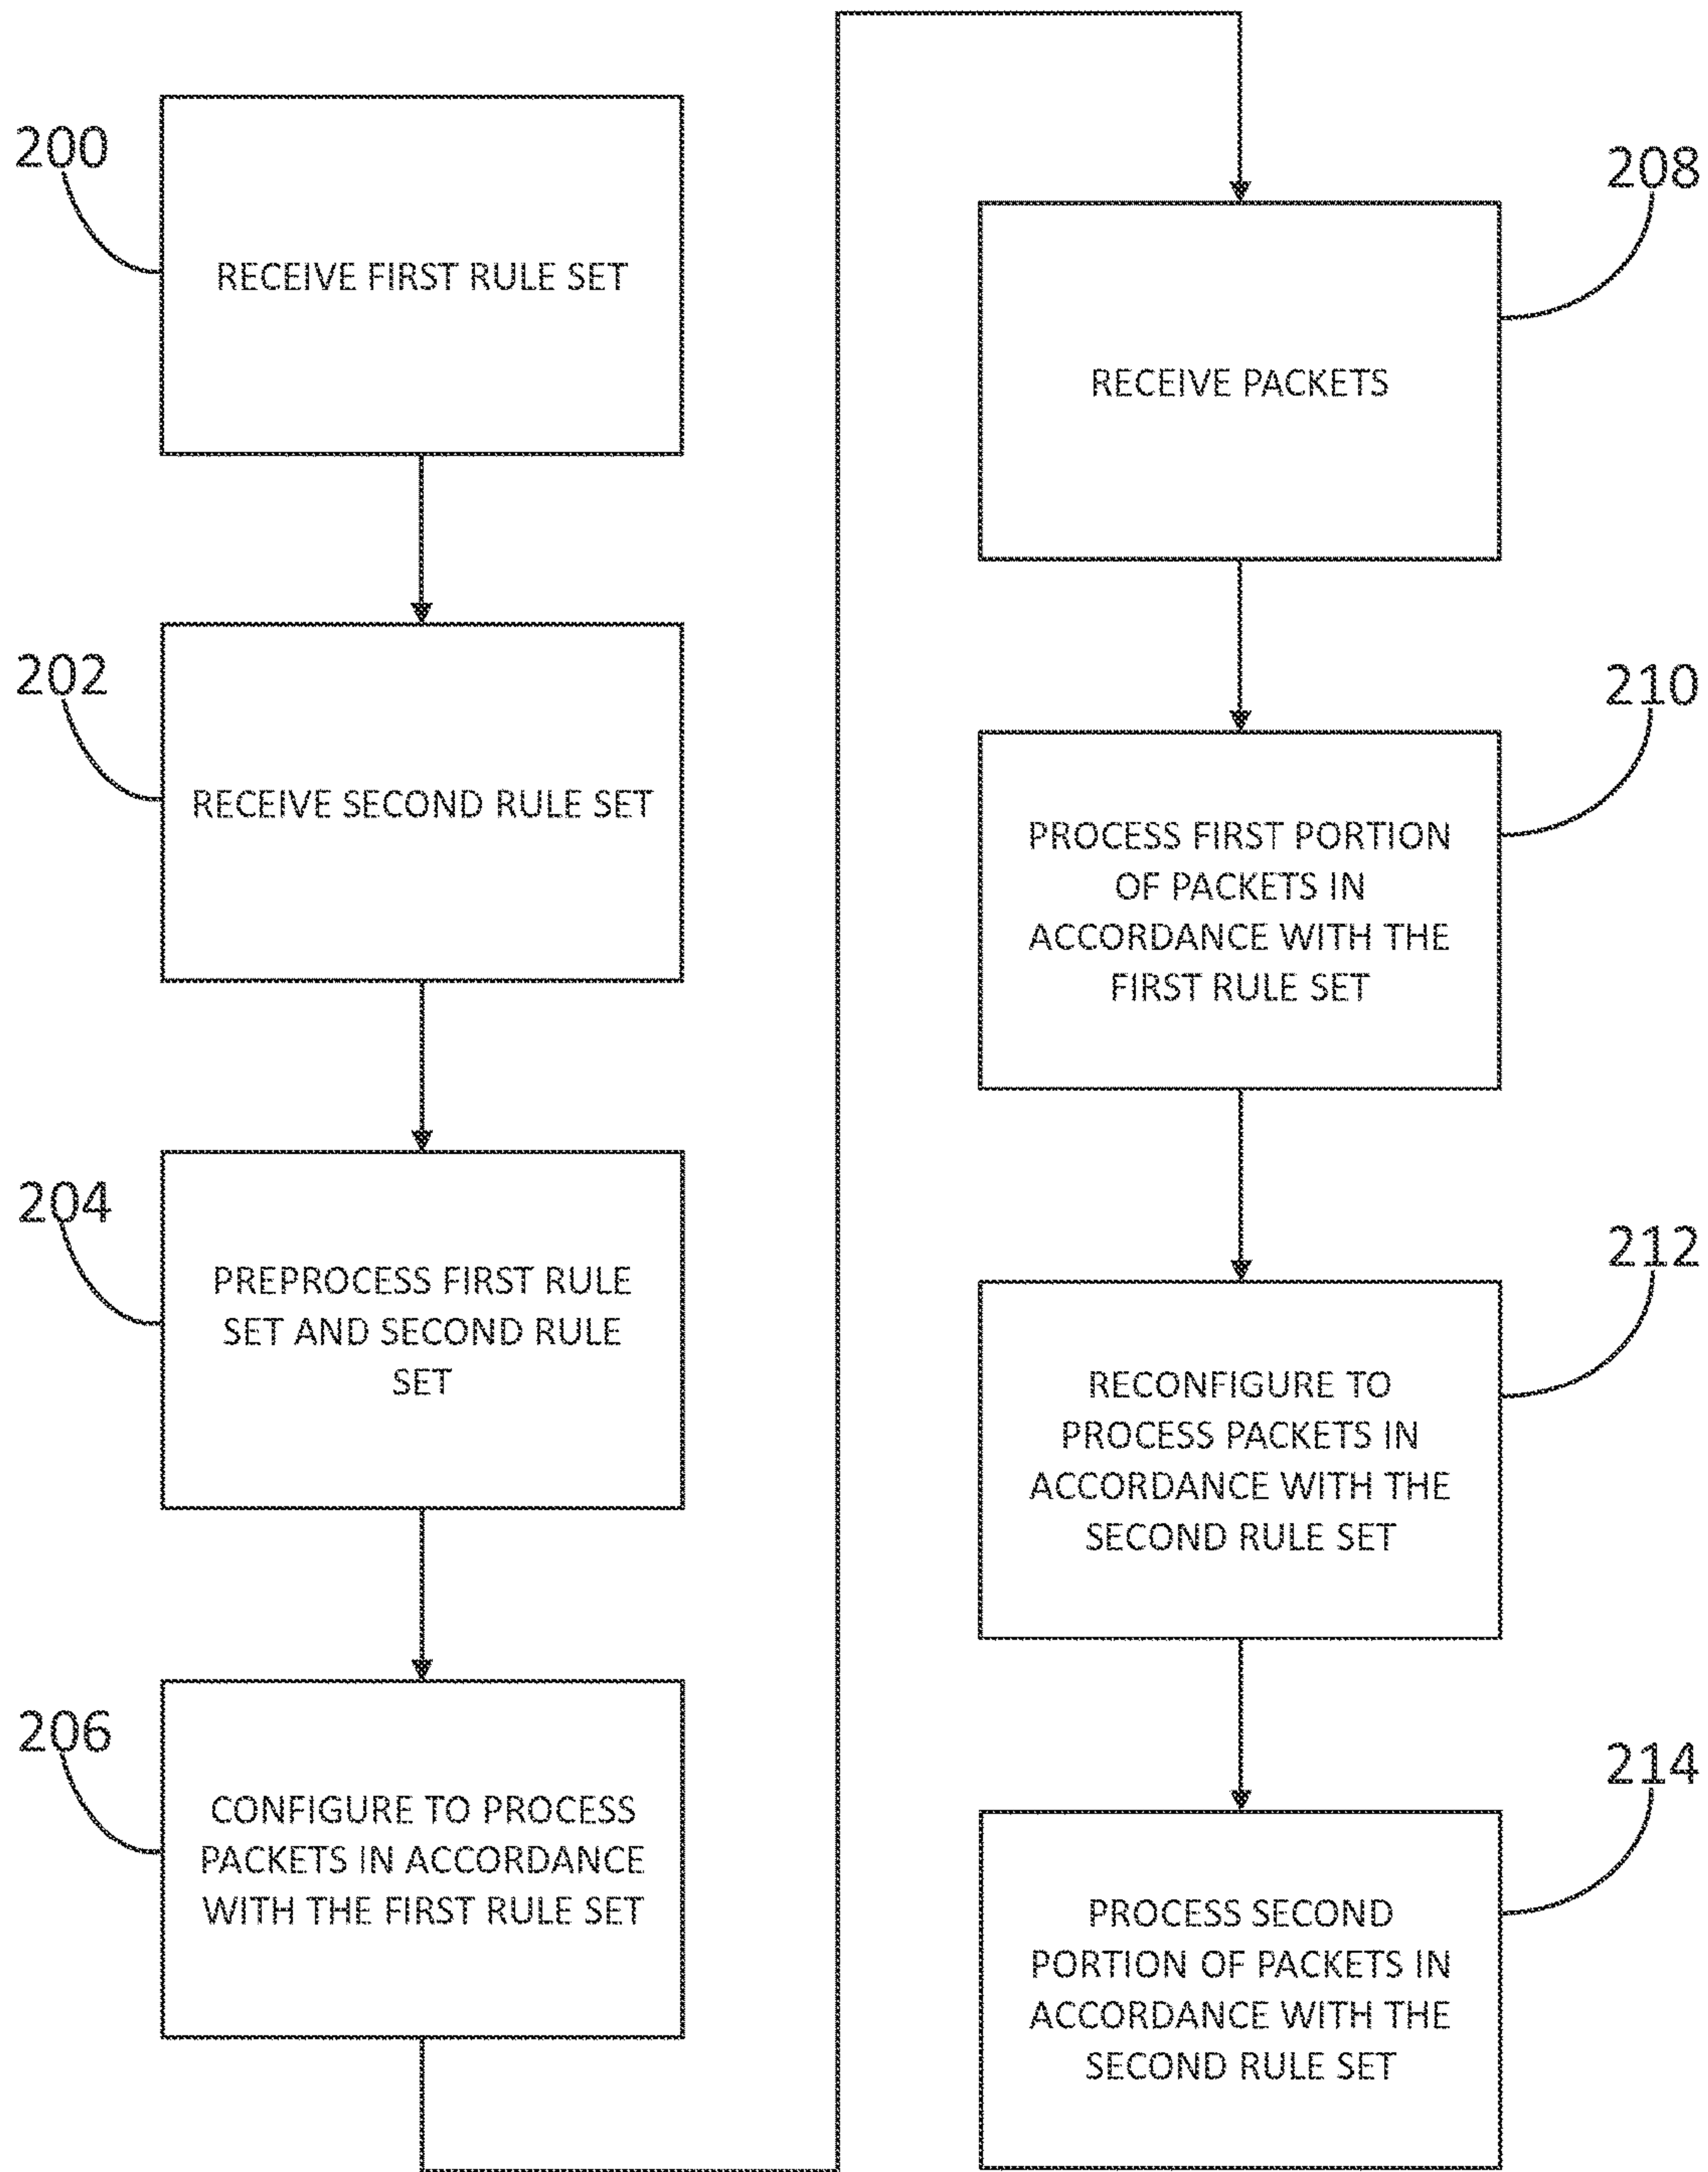 200
RECEIVE FIRST RULE SET
202
RECEIVE SECOND RULE SET
204
PREPROCESS FIRST RULE
SET AND SECOND RULE
SET
206
CONFIGURE TO PROCESS
PACKETS IN ACCORDANCE
WITH THE FIRST RULE SET
208
RECEIVE PACKETS
210
PROCESS FIRST PORTION
OF PACKETS IN
ACCORDANCE WITH THE
FIRST RULE SET
212
RECONFIGURE TO
PROCESS PACKETS IN
ACCORDANCE WITH THE
SECOND RULE SET
214
PROCESS SECOND
PORTION OF PACKETS IN
ACCORDANCE WITH THE
SECOND RULE SET